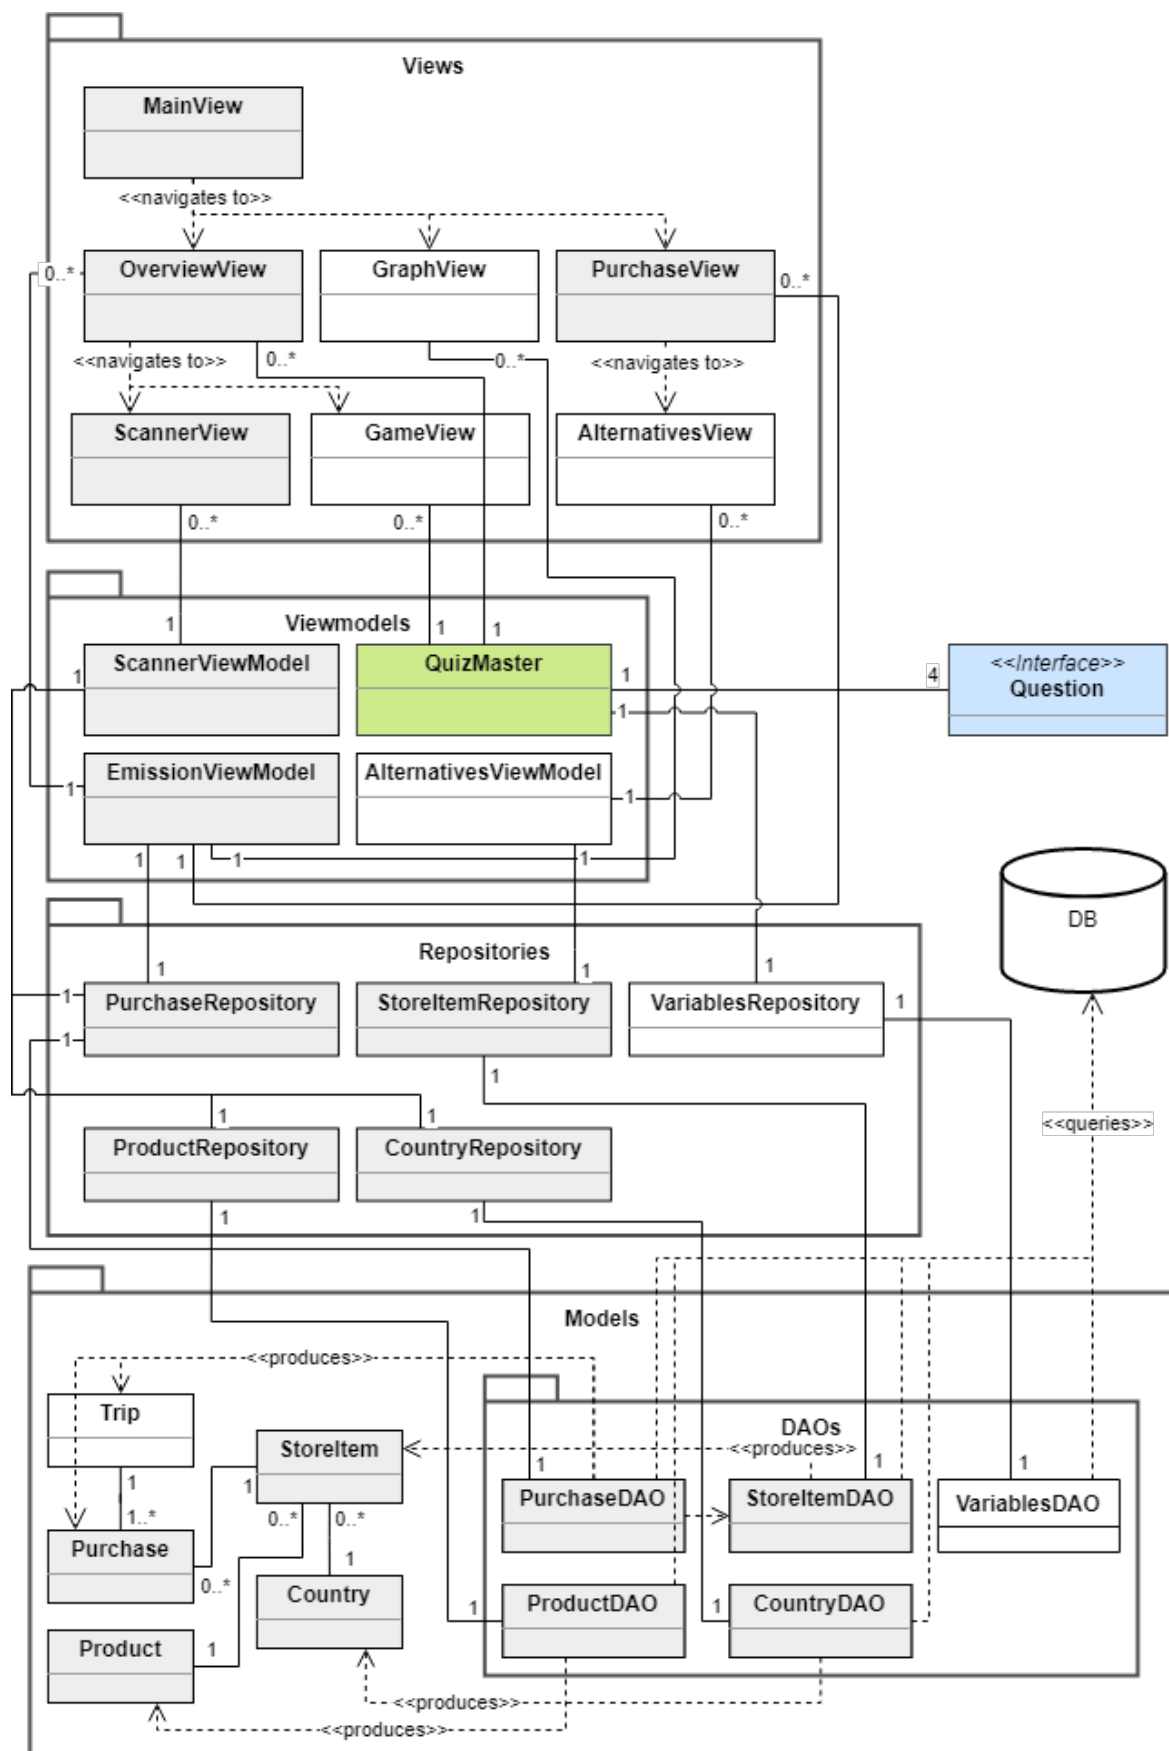 Views
MainView
<<navigates to>>
0..*
OverviewView
GraphView
PurchaseView
0..*
<<navigates to>>
0..*
0..*
<<navigates to>>
ScannerView
GameView
AlternativesView
0..*
0..*
0..*
Viewmodels
1
1
1
1
ScannerViewModel
QuizMaster
1
1
4
<<Interface>>
Question
1
EmissionViewModel
AlternativesViewModel
1
1
1
1
1
DB
Repositories
1
1
1
1
PurchaseRepository
StoreItemRepository
VariablesRepository
1
1
1
1
1
<<queries>>
ProductRepository
CountryRepository
1
1
Models
<<produces>>
Trip
StoreItem
DAOs
<<produces>>
1
1
1
1
1
PurchaseDAO
StoreItemDAO
VariablesDAO
1..*
0..*
0..*
Purchase
1
0..*
Country
ProductDAO
CountryDAO
1
1
Product
1
<<produces>>
<<produces>>